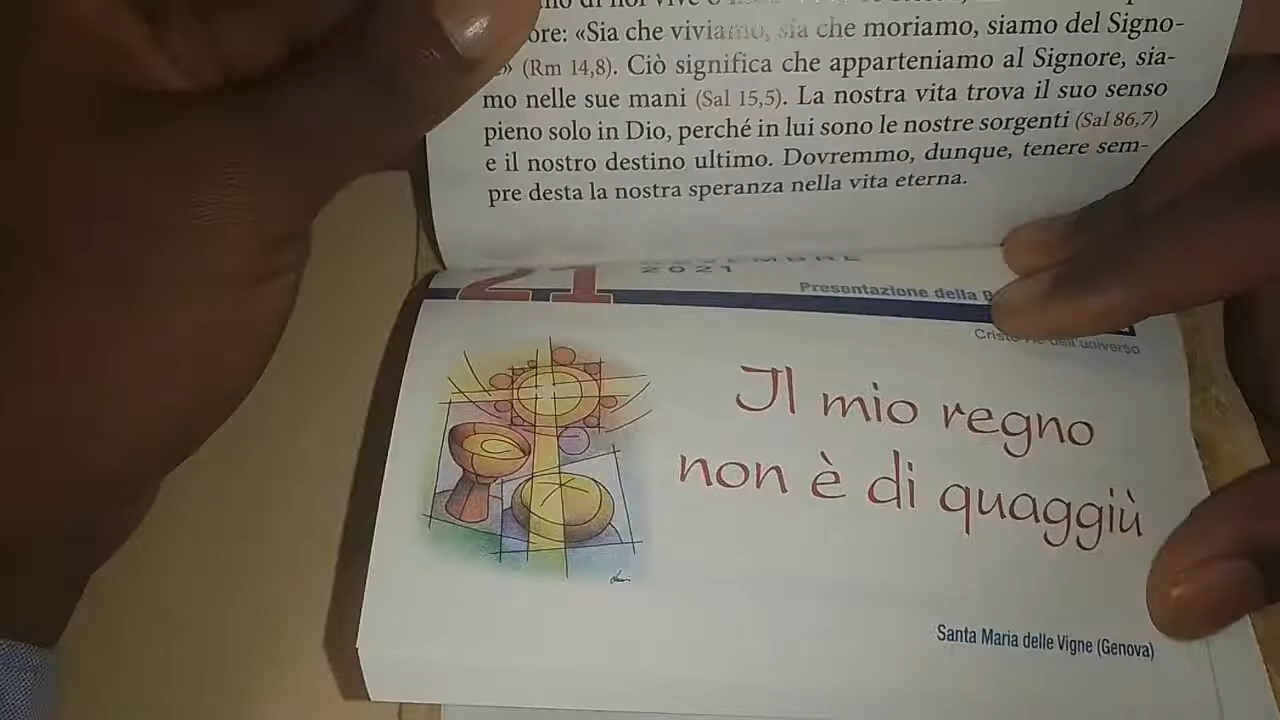 ore: «Sia che viviamo, sia che moriamo, siamo del Signo-
» (Rm 14,8). Ciò significa che apparteniamo al Signore, sia-
mo nelle sue mani (Sal 15,5). La nostra vita trova il suo senso
pieno solo in Dio, perché in lui sono le nostre sorgenti (Sal 86,7)
e il nostro destino ultimo. Dovremmo, dunque, tenere sem-
pre desta la nostra speranza nella vita eterna.
21
2021
Presentazione della B
dell'universo
Il mio regno
non è di quaggiù
Santa Maria delle Vigne (Genova)